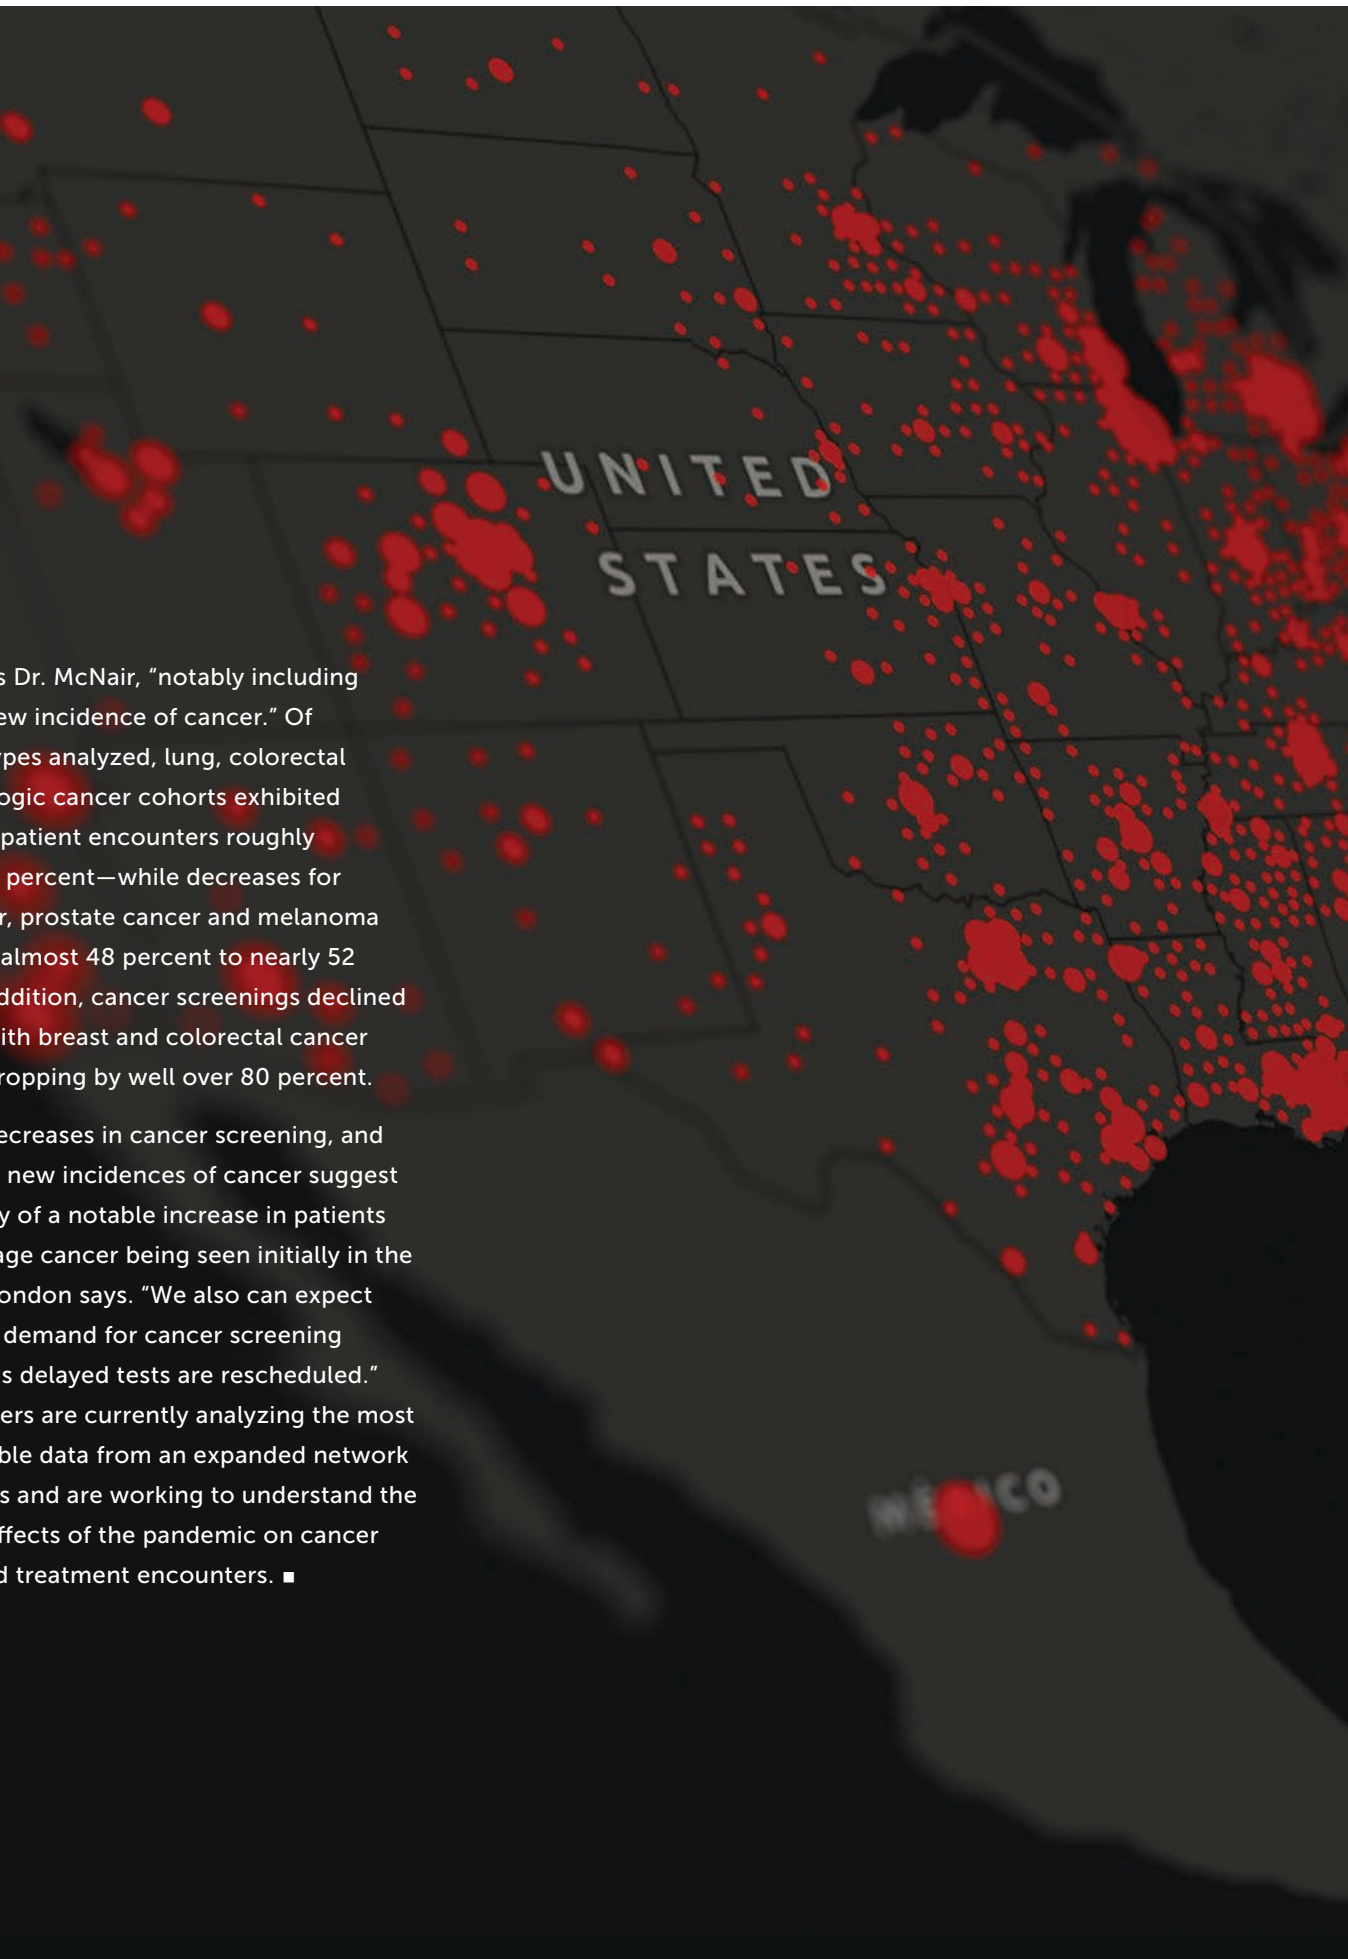 UNITED
STATES
s Dr. McNair, “notably including
ew incidence of cancer.” Of
ypes analyzed, lung, colorectal
ogic cancer cohorts exhibited
patient encounters roughly
percent—while decreases for
r, prostate cancer and melanoma
almost 48 percent to nearly 52
ddition, cancer screenings declined
ith breast and colorectal cancer
ropping by well over 80 percent.
ecreases in cancer screening, and
new incidences of cancer suggest
y of a notable increase in patients
age cancer being seen initially in the
ondon says. “We also can expect
demand for cancer screening
s delayed tests are rescheduled.”
ers are currently analyzing the most
ble data from an expanded network
s and are working to understand the
ffects of the pandemic on cancer
d treatment encounters. ■